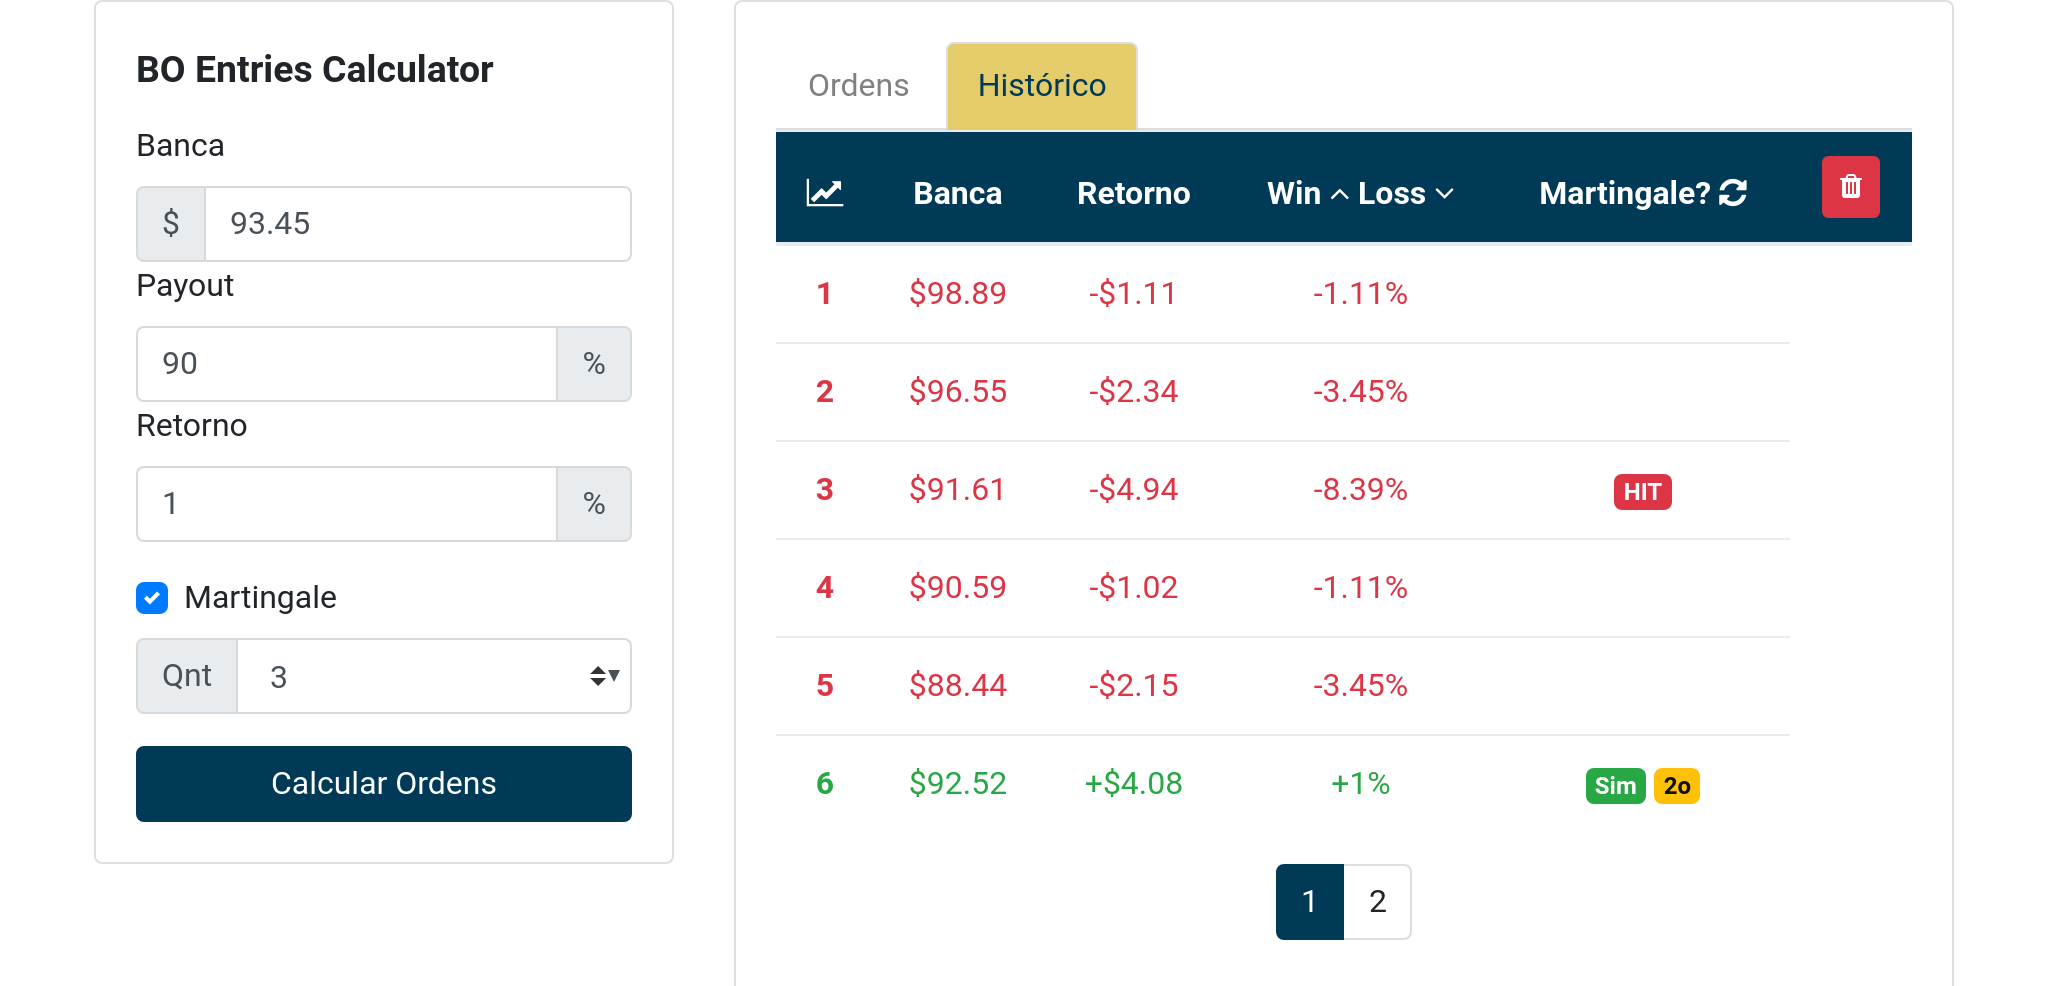 BO Entries Calculator
Banca
$ 93.45
Payout
90 %
Retorno
1 %
Martingale
Qnt 3
Calcular Ordens
Ordens Histórico
Banca Retorno Win Loss Martingale?
1 $98.89 -$1.11 -1.11%
2 $96.55 -$2.34 -3.45%
3 $91.61 -$4.94 -8.39% HIT
4 $90.59 -$1.02 -1.11%
5 $88.44 -$2.15 -3.45%
6 $92.52 +$4.08 +1% Sim 2o
1 2